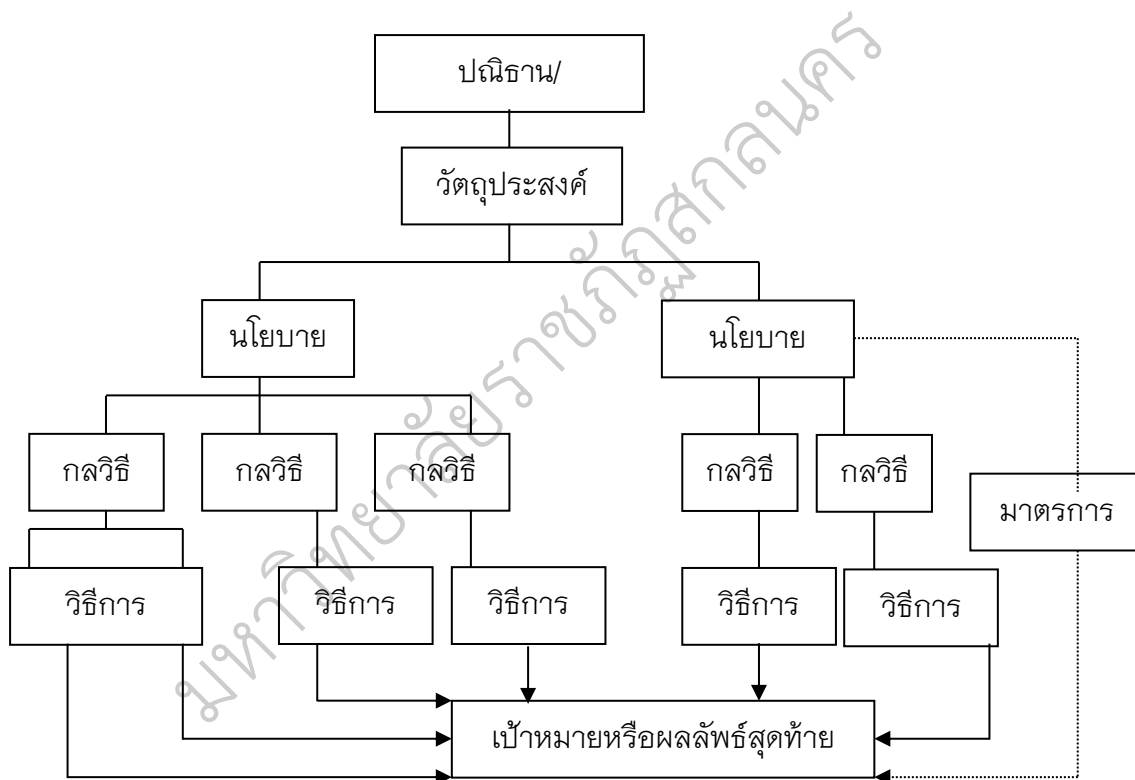 ปณิธาน/
วัตถุประสงค์
นโยบาย
นโยบาย
กลวิธี
กลวิธี
กลวิธี
กลวิธี
กลวิธี
มาตรการ
วิธีการ
วิธีการ
วิธีการ
วิธีการ
วิธีการ
เป้าหมายหรือผลลัพธ์สุดท้าย
มหาวิทยาลัยราชภัฏสกลนคร